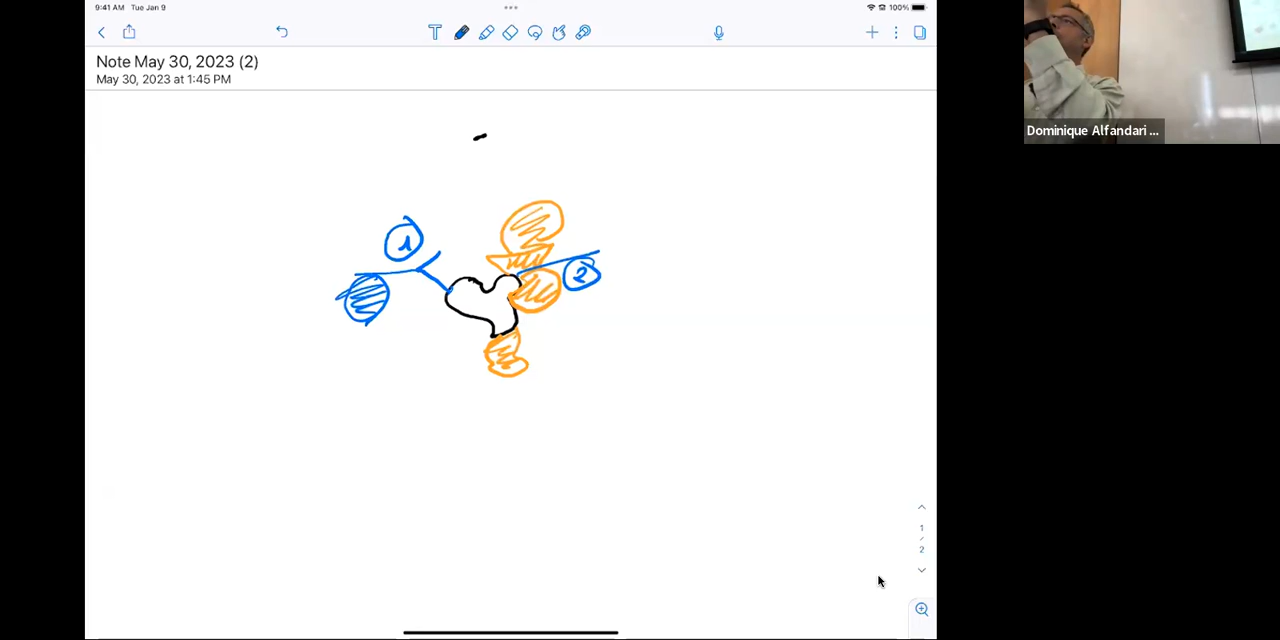 9:41 AM Tue Jan 9
100%
Note May 30, 2023 (2)
May 30, 2023 at 1:45 PM
Dominique Alfandari ...
1
2
1
/
2